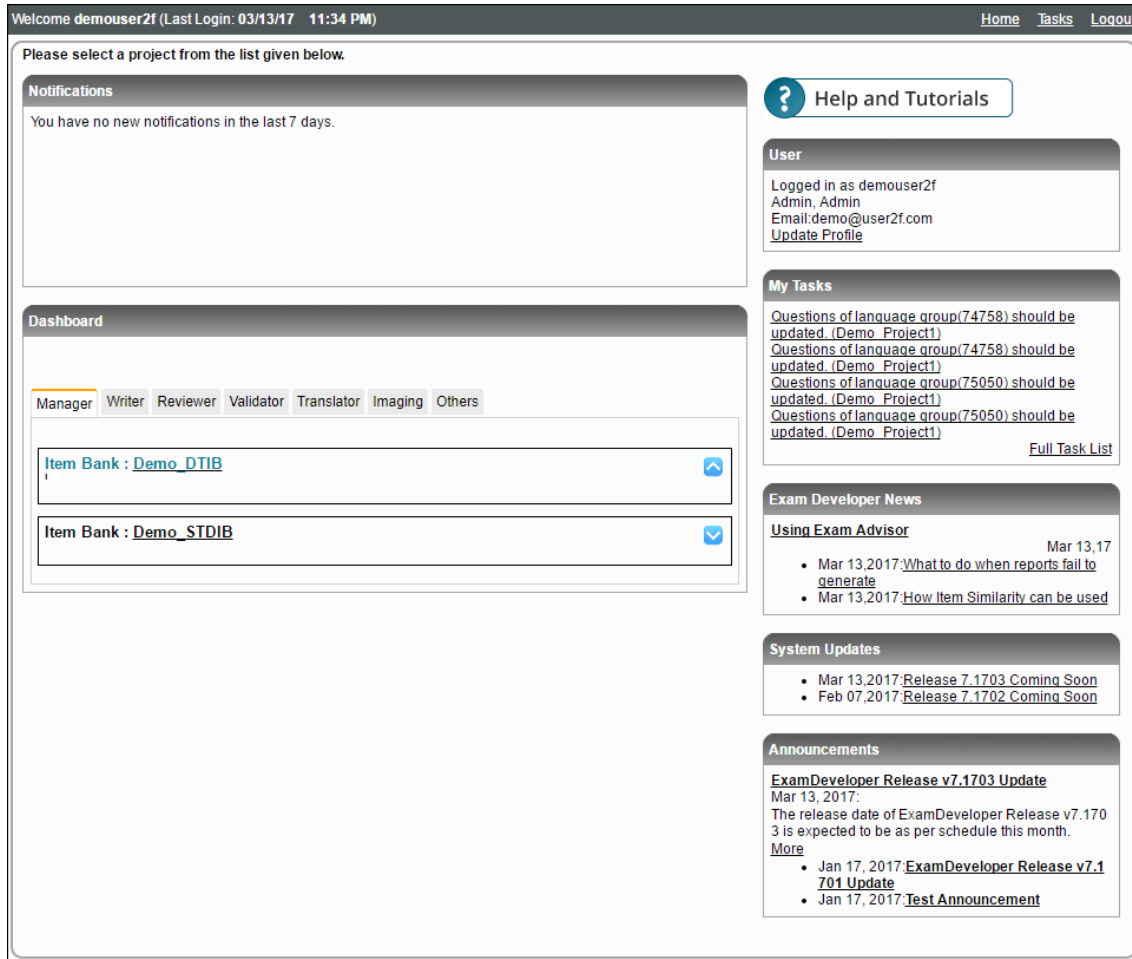 Welcome demouser2f (Last Login: 03/13/17 11:34 PM)
Home Tasks Logou
Please select a project from the list given below.
Notifications
You have no new notifications in the last 7 days.
Dashboard
Manager Writer Reviewer Validator Translator Imaging Others
Item Bank : Demo_DTIB
Item Bank : Demo_STDIB
? Help and Tutorials
User
Logged in as demouser2f
Admin, Admin
Email:demo@user2f.com
Update Profile
My Tasks
Questions of language group(74758) should be
updated. (Demo_Project1)
Questions of language group(74758) should be
updated. (Demo_Project1)
Questions of language group(75050) should be
updated. (Demo_Project1)
Questions of language group(75050) should be
updated. (Demo_Project1)
Full Task List
Exam Developer News
Using Exam Advisor
Mar 13,17
• Mar 13,2017:What to do when reports fail to
generate
• Mar 13,2017:How Item Similarity can be used
System Updates
• Mar 13,2017:Release 7.1703 Coming Soon
• Feb 07,2017:Release 7.1702 Coming Soon
Announcements
ExamDeveloper Release v7.1703 Update
Mar 13, 2017:
The release date of ExamDeveloper Release v7.170
3 is expected to be as per schedule this month.
More
• Jan 17, 2017:ExamDeveloper Release v7.1
701 Update
• Jan 17, 2017:Test Announcement